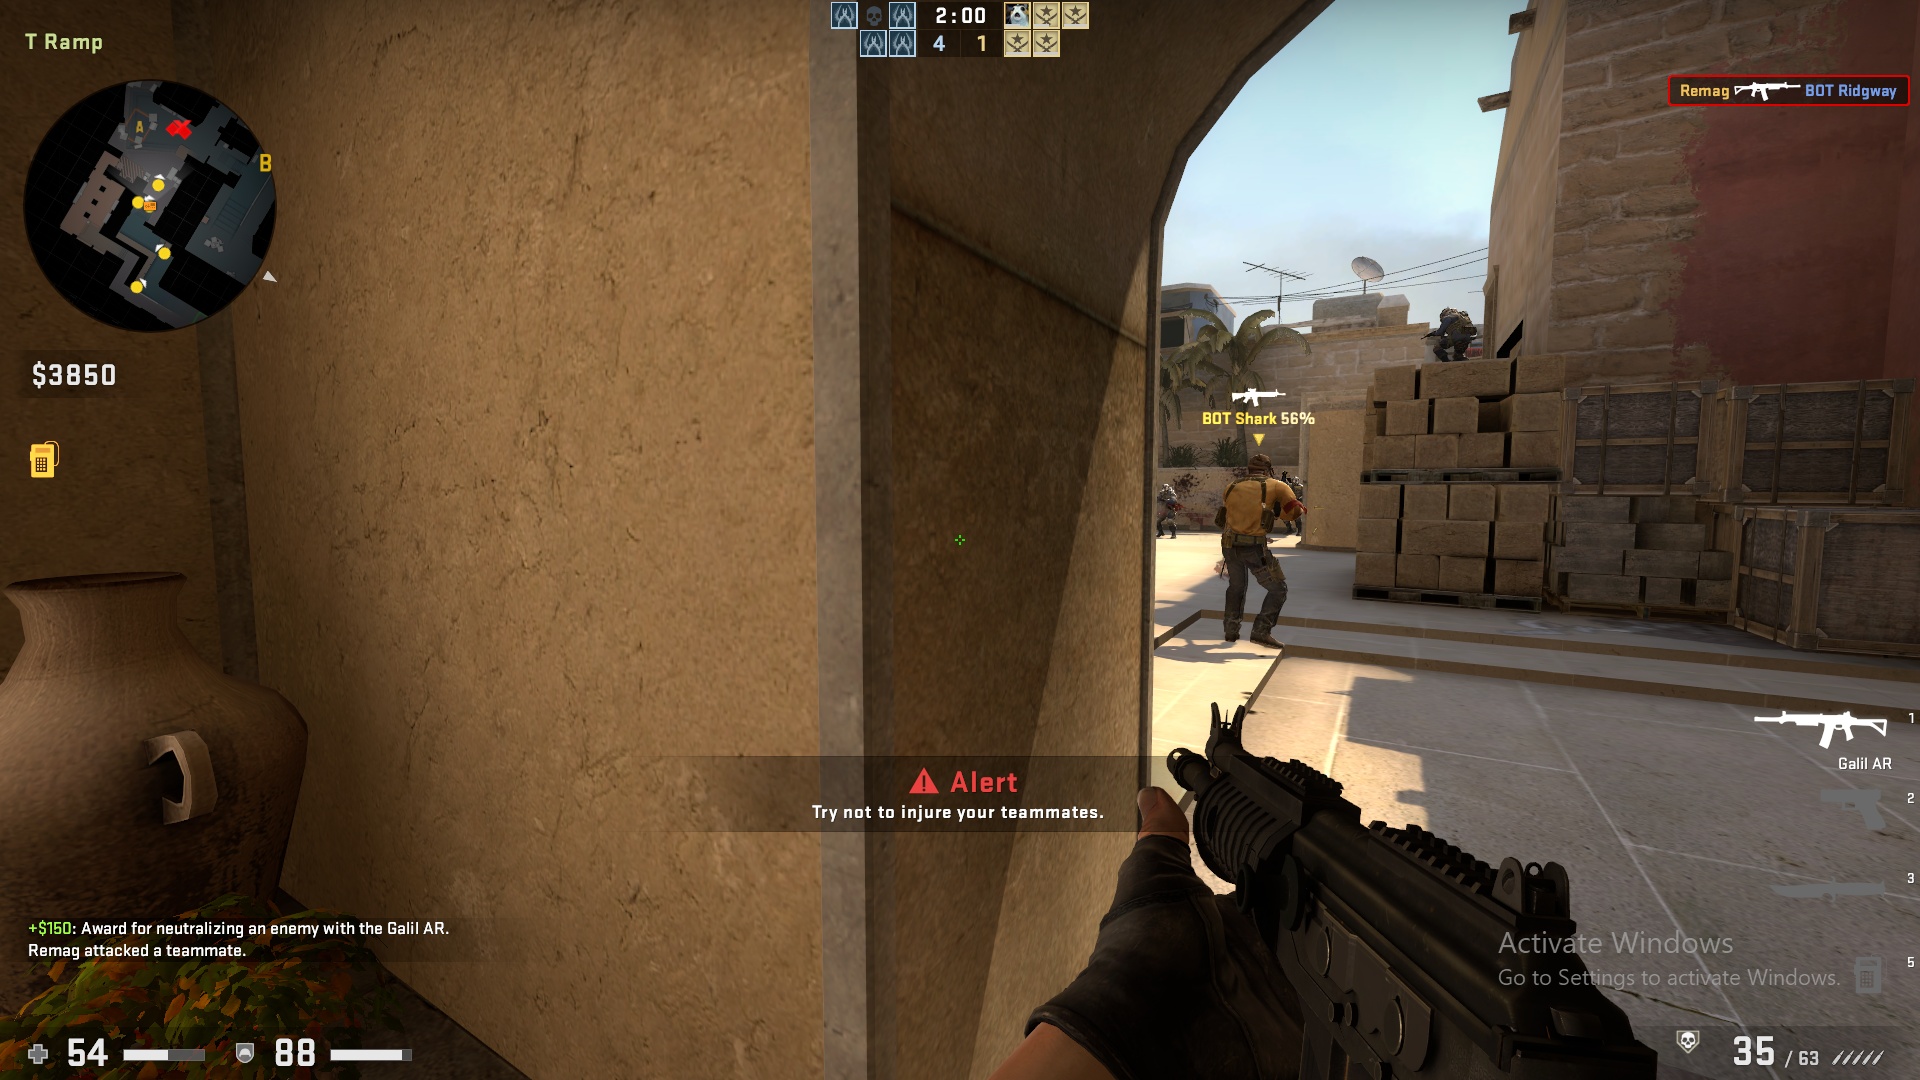 T Ramp
2:00
4 1
A
B
Remag BOT Ridgway
$3850
BOT Shark 56%
1
Galil AR
2
3
Alert
Try not to injure your teammates.
+$150: Award for neutralizing an enemy with the Galil AR.
Remag attacked a teammate.
Activate Windows
Go to Settings to activate Windows.
5
54 88
35 / 63